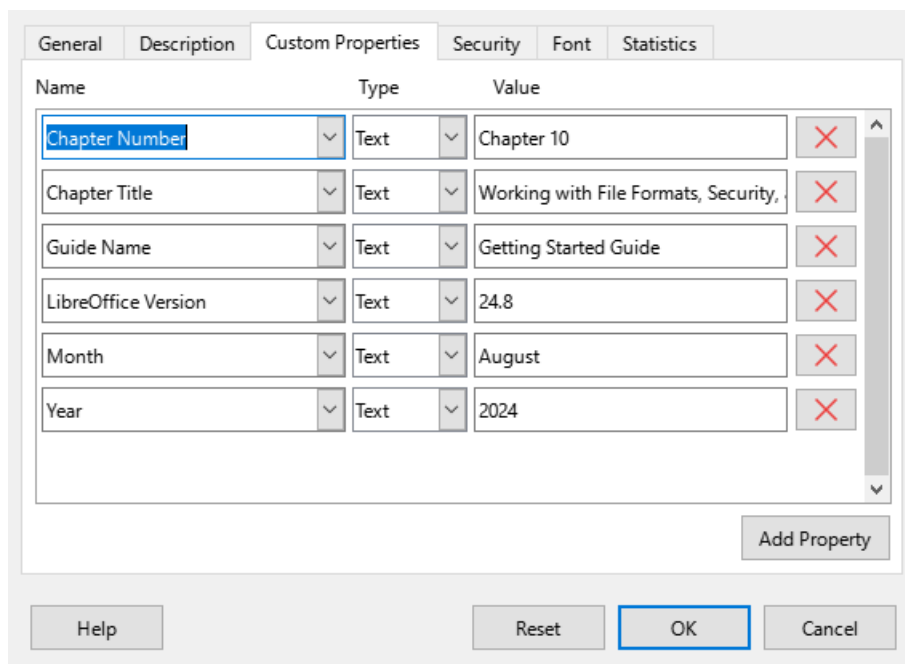 General Description Custom Properties Security Font Statistics
Name Type Value
Chapter Number Text Chapter 10
Chapter Title Text Working with File Formats, Security,
Guide Name Text Getting Started Guide
LibreOffice Version Text 24.8
Month Text August
Year Text 2024
Add Property
Help Reset OK Cancel